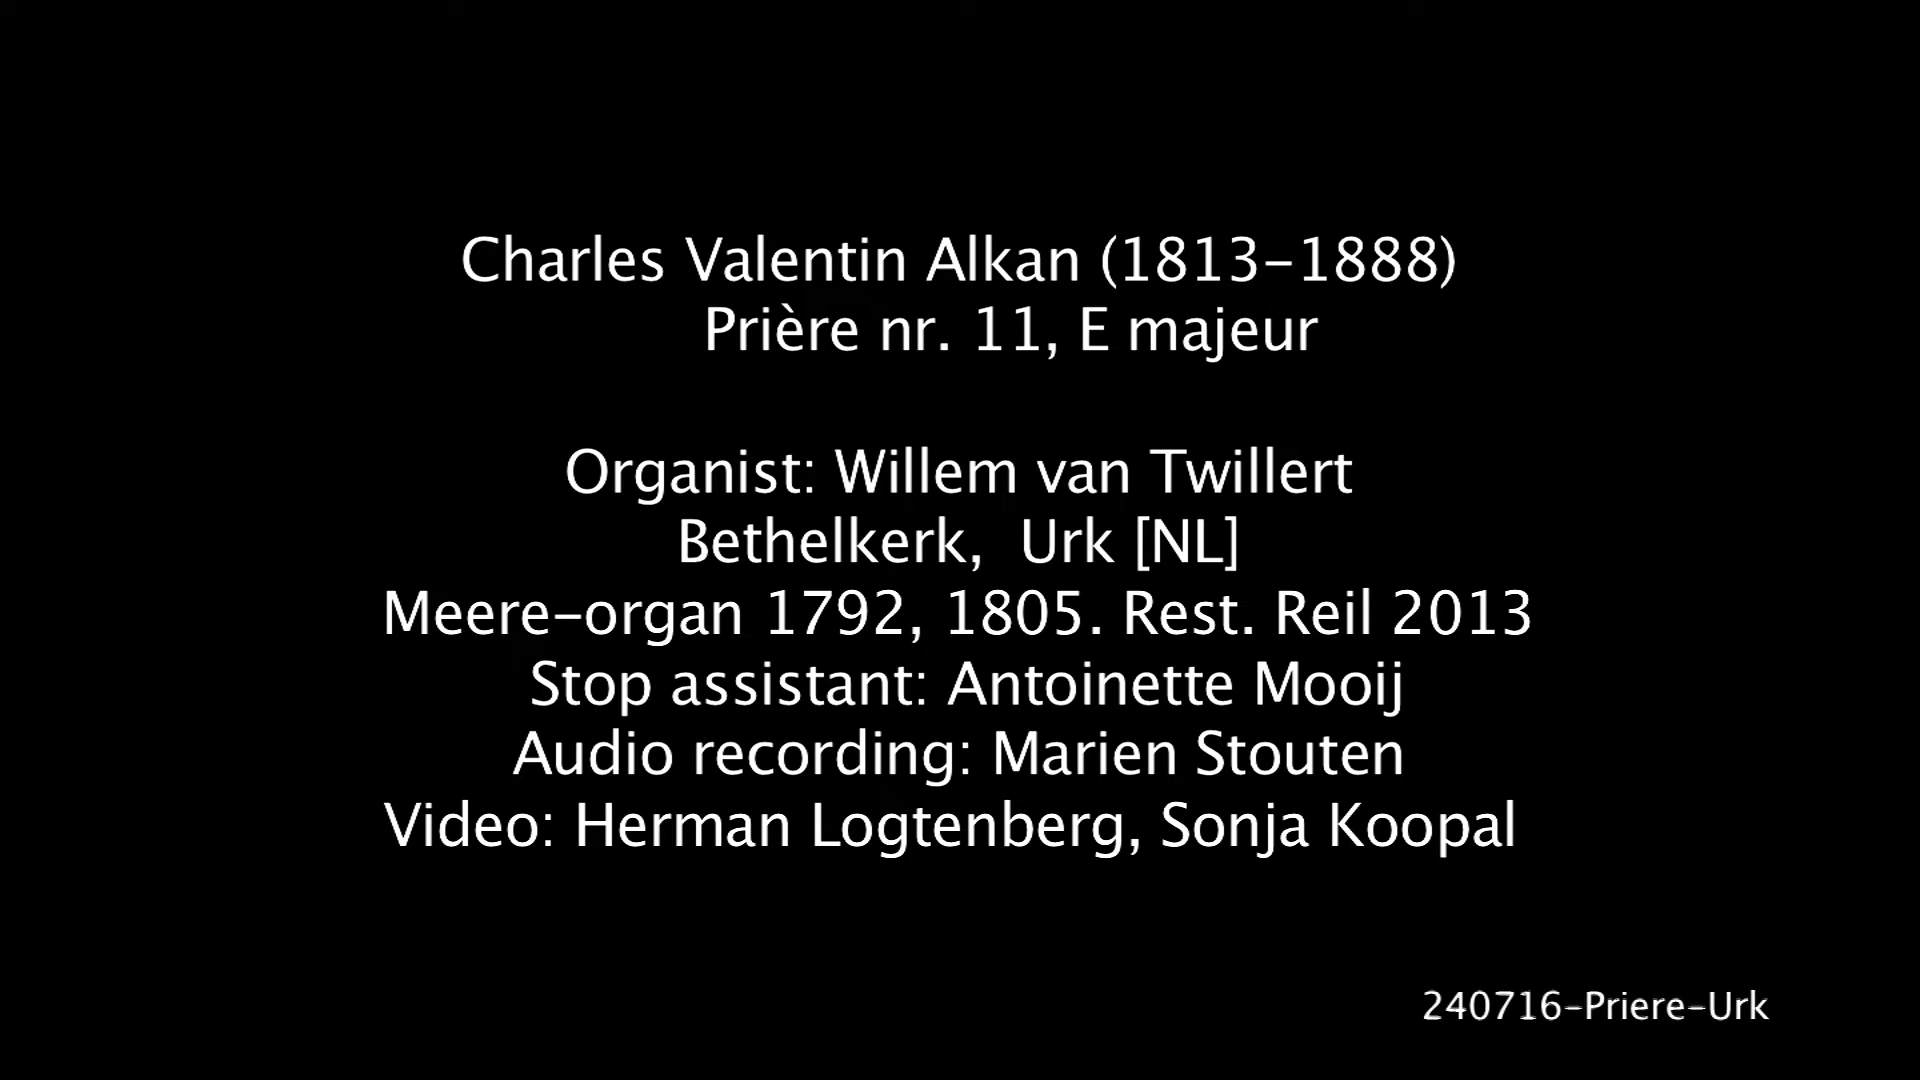 Charles Valentin Alkan (1813-1888)
Prière nr. 11, E majeur
Organist: Willem van Twillert
Bethelkerk,  Urk [NL]
Meere-organ 1792, 1805. Rest. Reil 2013
Stop assistant: Antoinette Mooij
Audio recording: Marien Stouten
Video: Herman Logtenberg, Sonja Koopal
240716-Priere-Urk